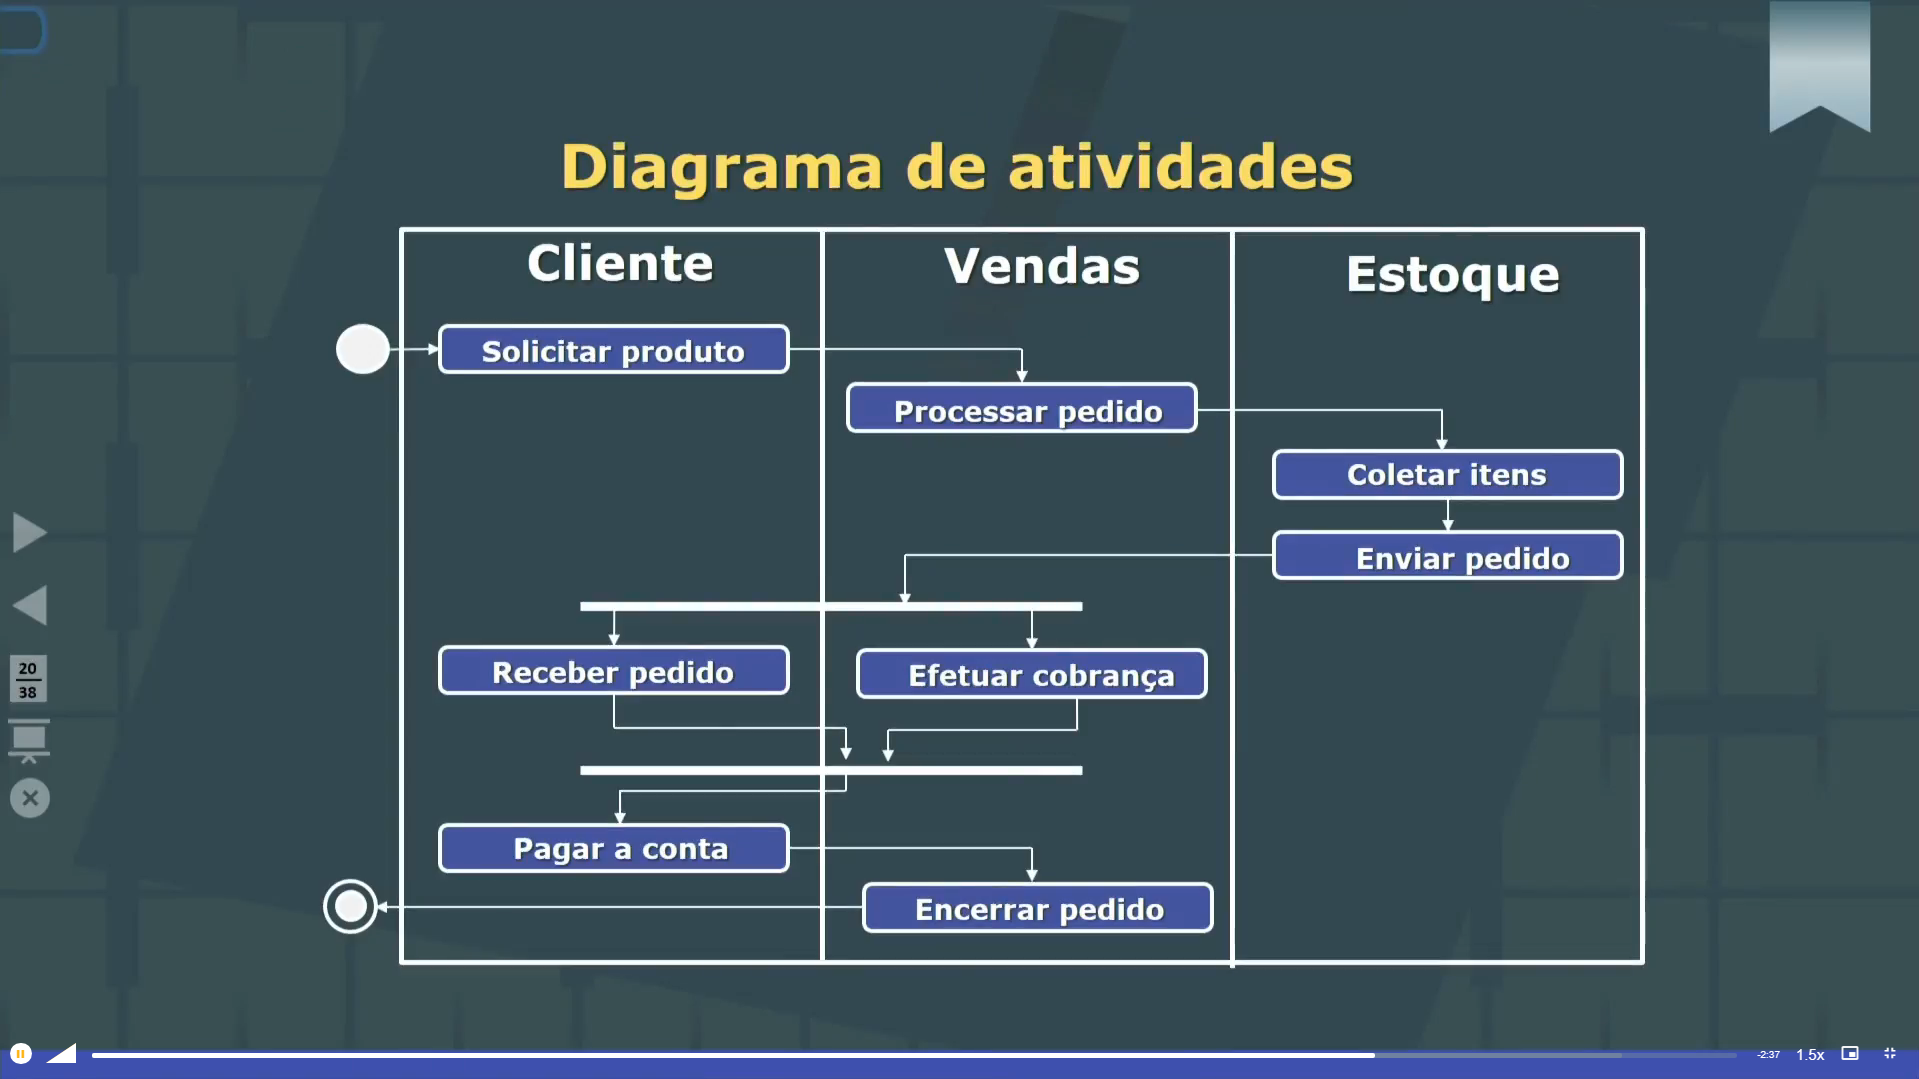 Diagrama de atividades
Cliente
Vendas
Estoque
Solicitar produto
Processar pedido
Coletar itens
Enviar pedido
Receber pedido
Efetuar cobrança
Pagar a conta
Encerrar pedido
20
38
-2:37
1.5x